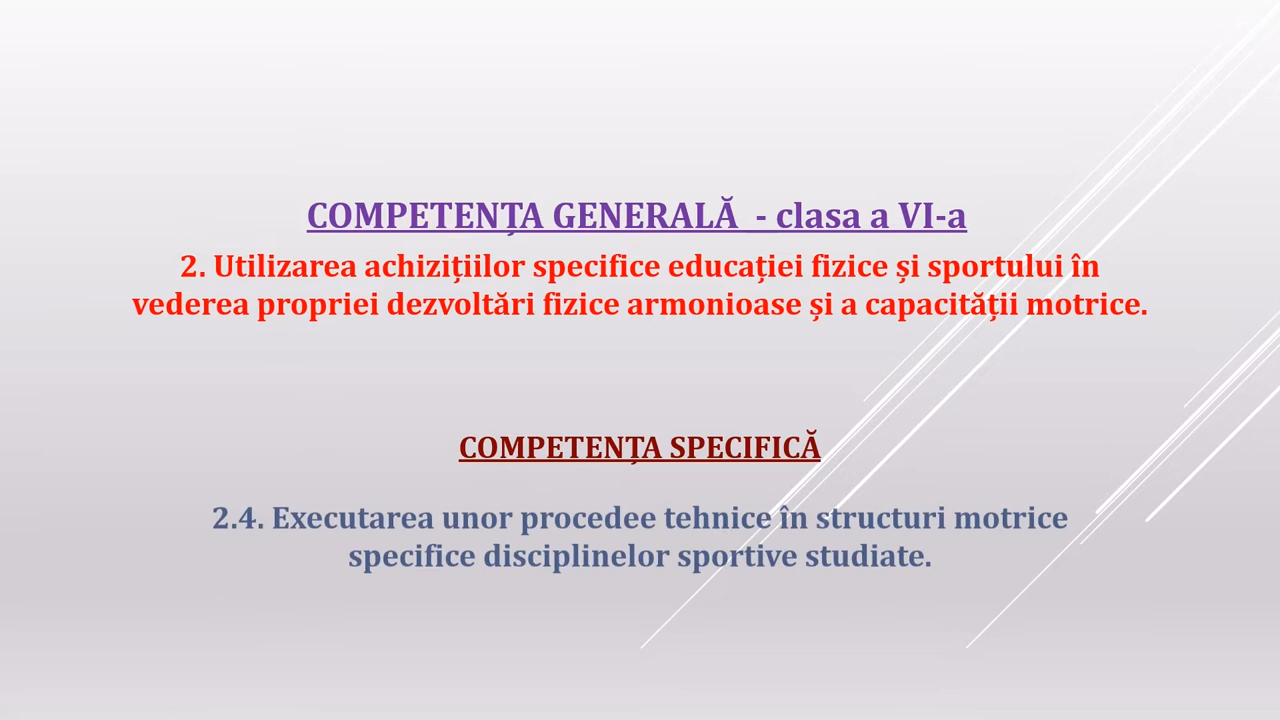 COMPETENȚA GENERALĂ  - clasa a VI-a
2. Utilizarea achizițiilor specifice educației fizice și sportului în
vederea propriei dezvoltări fizice armonioase și a capacității motrice.
COMPETENȚA SPECIFICĂ
2.4. Executarea unor procedee tehnice în structuri motrice
specifice disciplinelor sportive studiate.